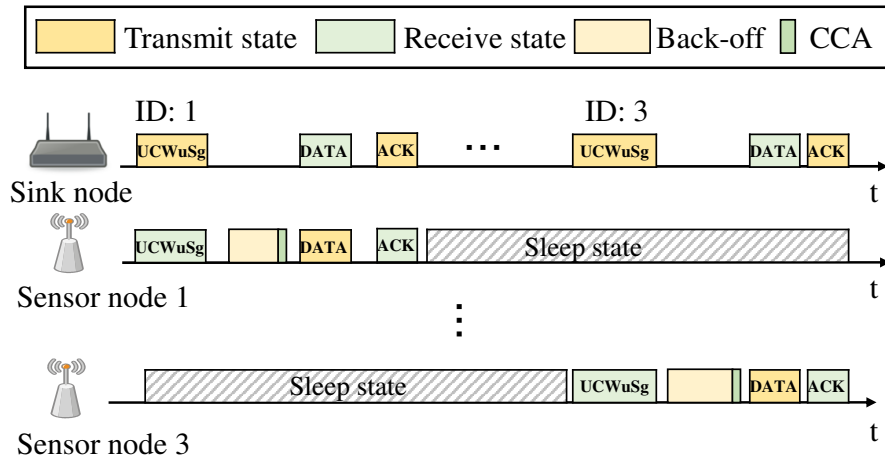 Transmit state Receive state Back-off CCA
ID: 1 ID: 3
UCWuSg DATA ACK ... UCWuSg DATA ACK
Sink node t
UCWuSg DATA ACK Sleep state
Sensor node 1 t
Sleep state UCWuSg DATA ACK
Sensor node 3 t